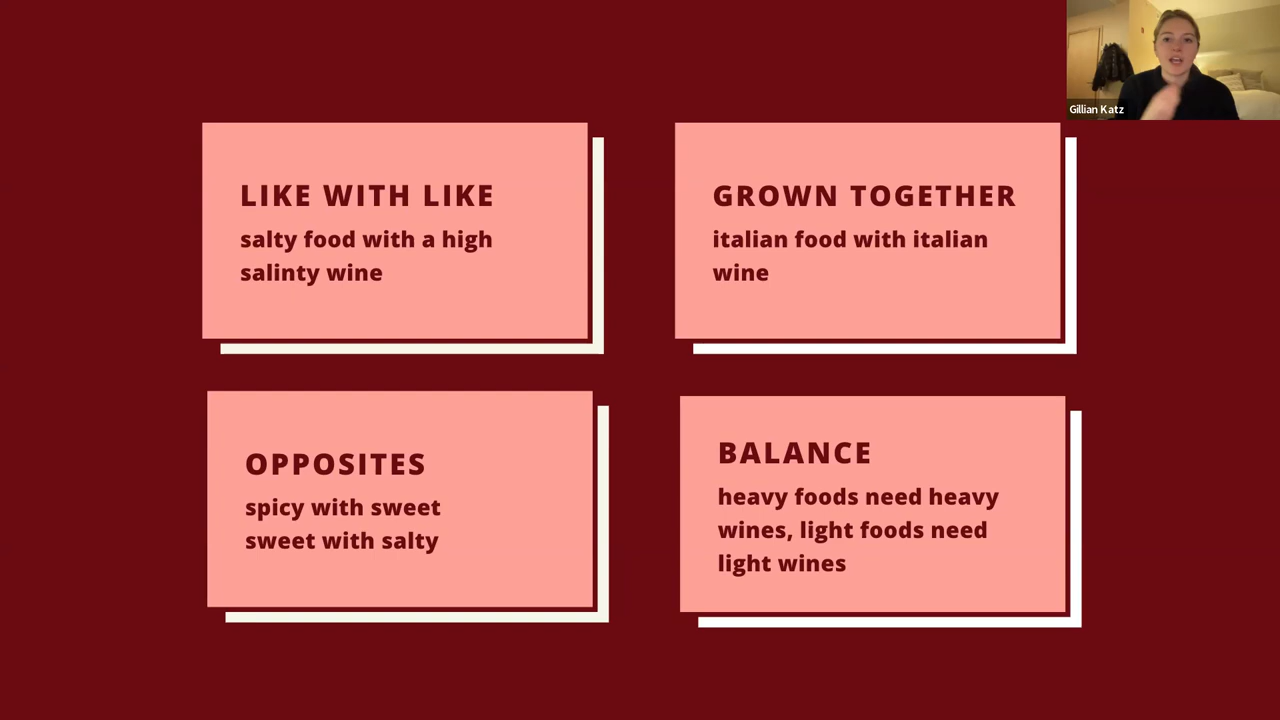 Gillian Katz
LIKE WITH LIKE
salty food with a high
salinty wine
GROWN TOGETHER
italian food with italian
wine
OPPOSITES
spicy with sweet
sweet with salty
BALANCE
heavy foods need heavy
wines, light foods need
light wines